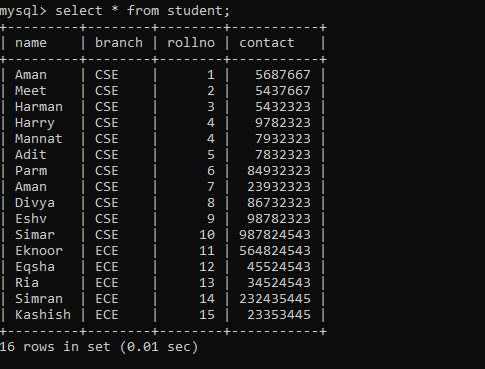 mysql> select * from student;
+---------+--------+--------+-----------+
| name    | branch | rollno | contact   |
+---------+--------+--------+-----------+
| Aman    | CSE    |      1 |   5687667 |
| Meet    | CSE    |      2 |   5437667 |
| Harman  | CSE    |      3 |   5432323 |
| Harry   | CSE    |      4 |   9782323 |
| Mannat  | CSE    |      4 |   7932323 |
| Adit    | CSE    |      5 |   7832323 |
| Parm    | CSE    |      6 |  84932323 |
| Aman    | CSE    |      7 |  23932323 |
| Divya   | CSE    |      8 |  86732323 |
| Eshv    | CSE    |      9 |  98782323 |
| Simar   | CSE    |     10 | 987824543 |
| Eknoor  | ECE    |     11 | 564824543 |
| Eqsha   | ECE    |     12 |  45524543 |
| Ria     | ECE    |     13 |  34524543 |
| Simran  | ECE    |     14 | 232435445 |
| Kashish | ECE    |     15 |  23353445 |
+---------+--------+--------+-----------+
16 rows in set (0.01 sec)